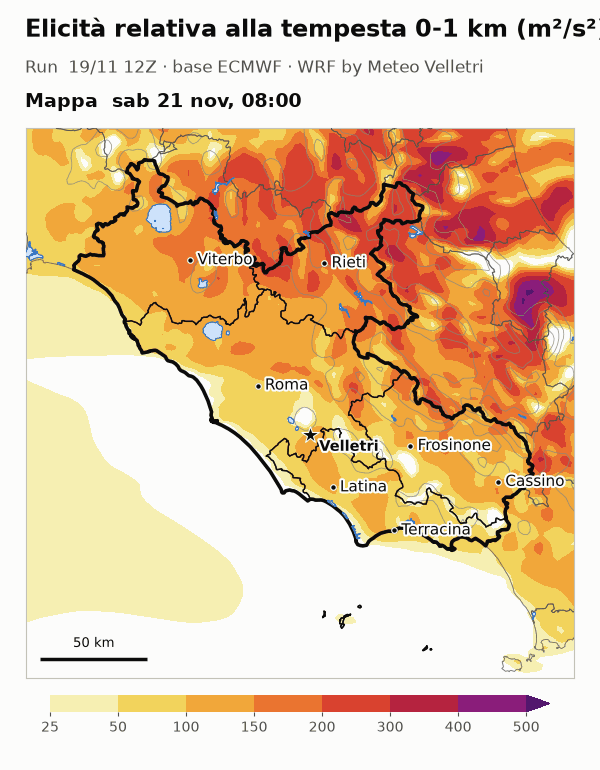 Elicità relativa alla tempesta 0-1 km (m²/s²)
Run 19/11 12Z · base ECMWF · WRF by Meteo Velletri
Mappa sab 21 nov, 08:00
Viterbo
Rieti
Roma
Velletri
Frosinone
Cassino
Latina
Terracina
50 km
25 50 100 150 200 300 400 500